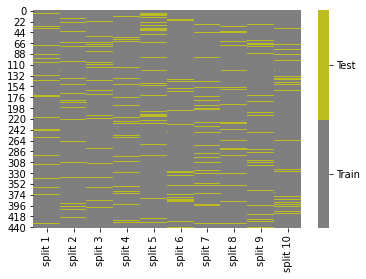 0
22
44
66
88
110
132
154
176
198
220
242
264
286
308
330
352
374
396
418
440
split 1
split 2
split 3
split 4
split 5
split 6
split 7
split 8
split 9
split 10
Test
Train